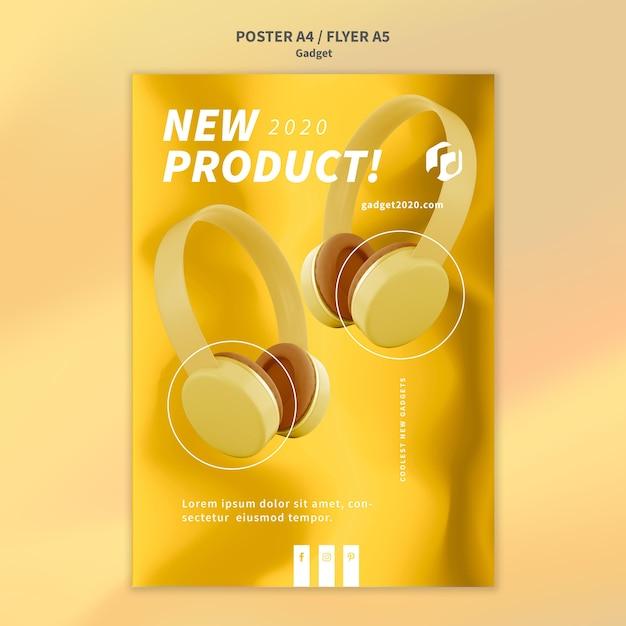 POSTER A4 / FLYER A5
Gadget
NEW 2020
PRODUCT!
gadget2020.com
COOLEST NEW GADGETS
Lorem ipsum dolor sit amet, con-
sectetur eiusmod tempor.